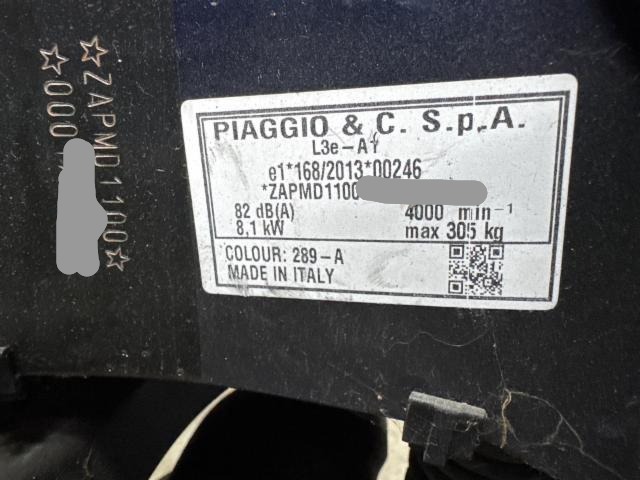 ☆ZAPMD1100☆
☆000
PIAGGIO & C. S.p.A.
L3e-A1
e1*168/2013*00246
*ZAPMD1100
82 dB(A) 4000 min-1
8,1 kW max 305 kg
COLOUR: 289-A
MADE IN ITALY